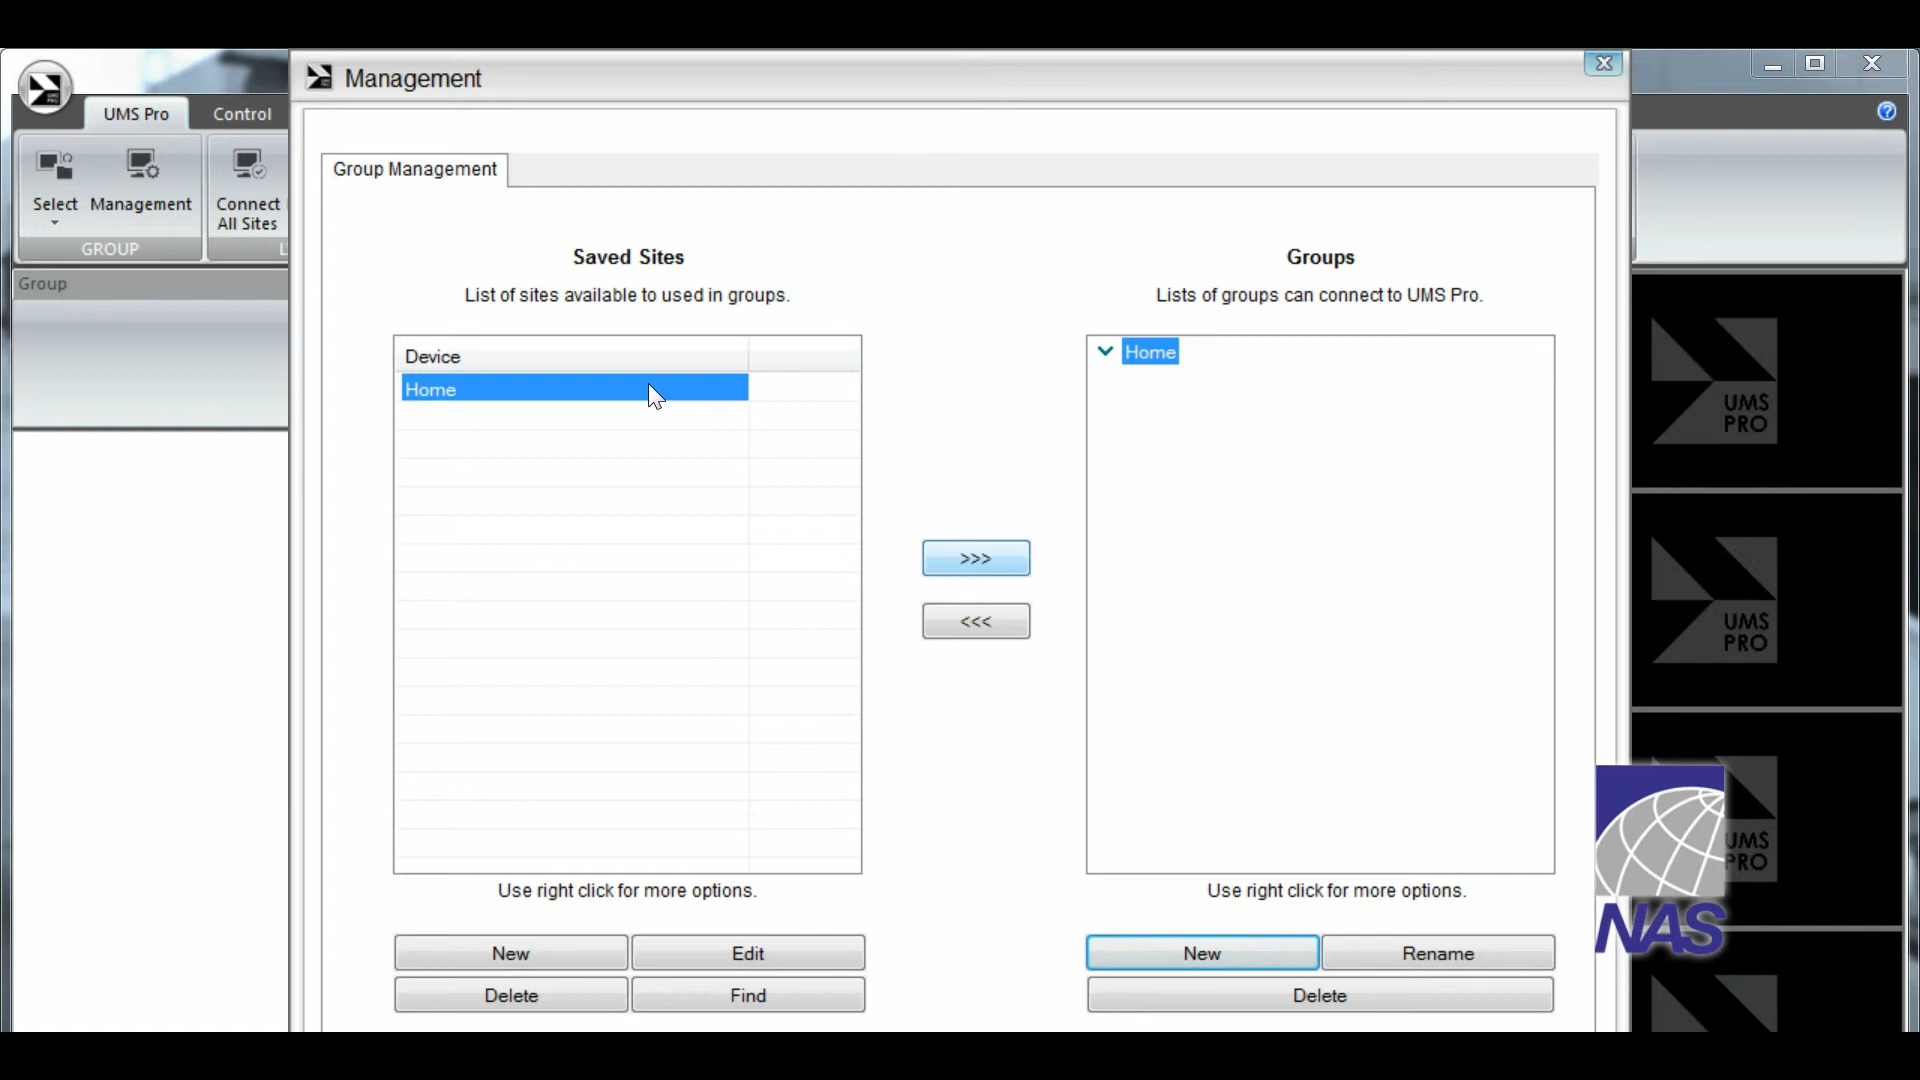 Management
UMS Pro
Control
Select
Management
Connect
All Sites
GROUP
Group
Group Management
Saved Sites
List of sites available to used in groups.
Device
Home
Use right click for more options.
New
Edit
Delete
Find
>>>
<<<
Groups
Lists of groups can connect to UMS Pro.
Home
Use right click for more options.
New
Rename
Delete
UMS
PRO
UMS
PRO
UMS
PRO
NAS